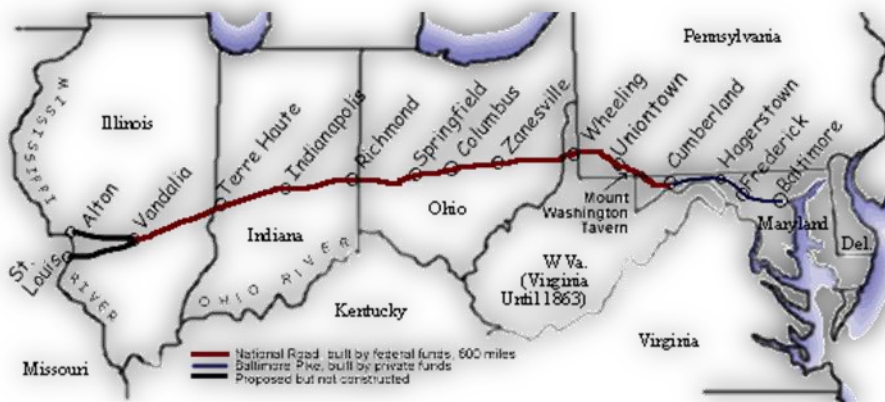 Pennsylvania
Illinois
MISSISSIPPI
RIVER
Alton
St.
Louis
Vandalia
Terre Haute
Indianapolis
Richmond
Springfield
Columbus
Zanesville
Wheeling
Uniontown
Cumberland
Hagerstown
Frederick
Baltimore
Mount
Washington
Tavern
Maryland
Del.
Ohio
Indiana
OHIO RIVER
W Va.
(Virginia
Until 1863)
Kentucky
Virginia
Missouri
National Road, built by federal funds, 600 miles
Baltimore Pike, built by private funds
Proposed but not constructed